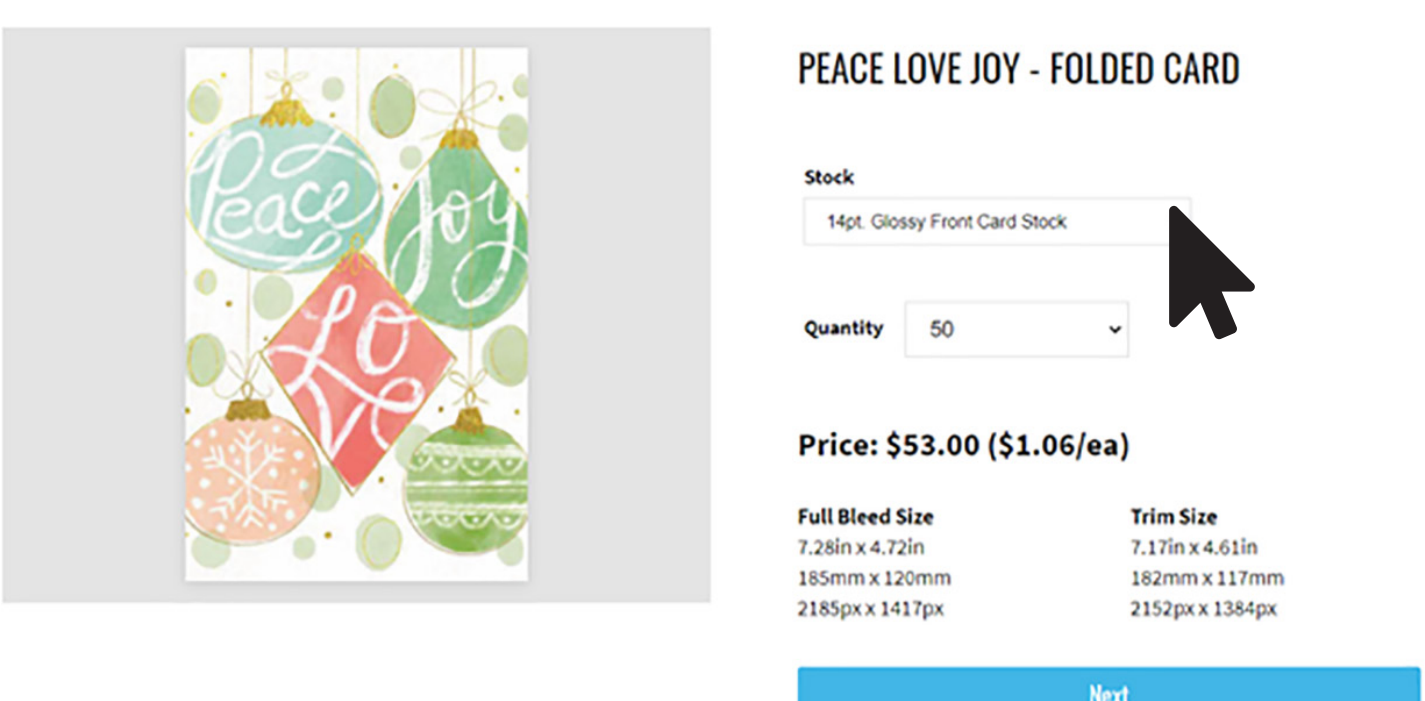 Peace
Joy
LOVE
PEACE LOVE JOY - FOLDED CARD
Stock
14pt. Glossy Front Card Stock
Quantity 50
Price: $53.00 ($1.06/ea)
Full Bleed Size Trim Size
7.28in x 4.72in 7.17in x 4.61in
185mm x 120mm 182mm x 117mm
2185px x 1417px 2152px x 1384px
Next